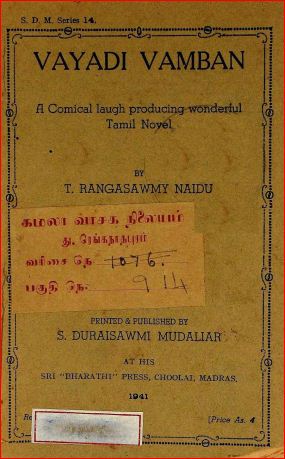 S. D. M. Series 14.
VAYADI VAMBAN
A Comical laugh producing wonderful
Tamil Novel
BY
T. RANGASAWMY NAIDU
கமலா வாசக நிலையம்
து. ரெங்கநாதபுரம்
வரிசை நெ. 1076.
பகுதி நெ. 914
PRINTED & PUBLISHED BY
S. DURAISAWMI MUDALIAR
AT HIS
SRI "BHARATHI" PRESS, CHOOLAI, MADRAS.
1941
[Price As. 4